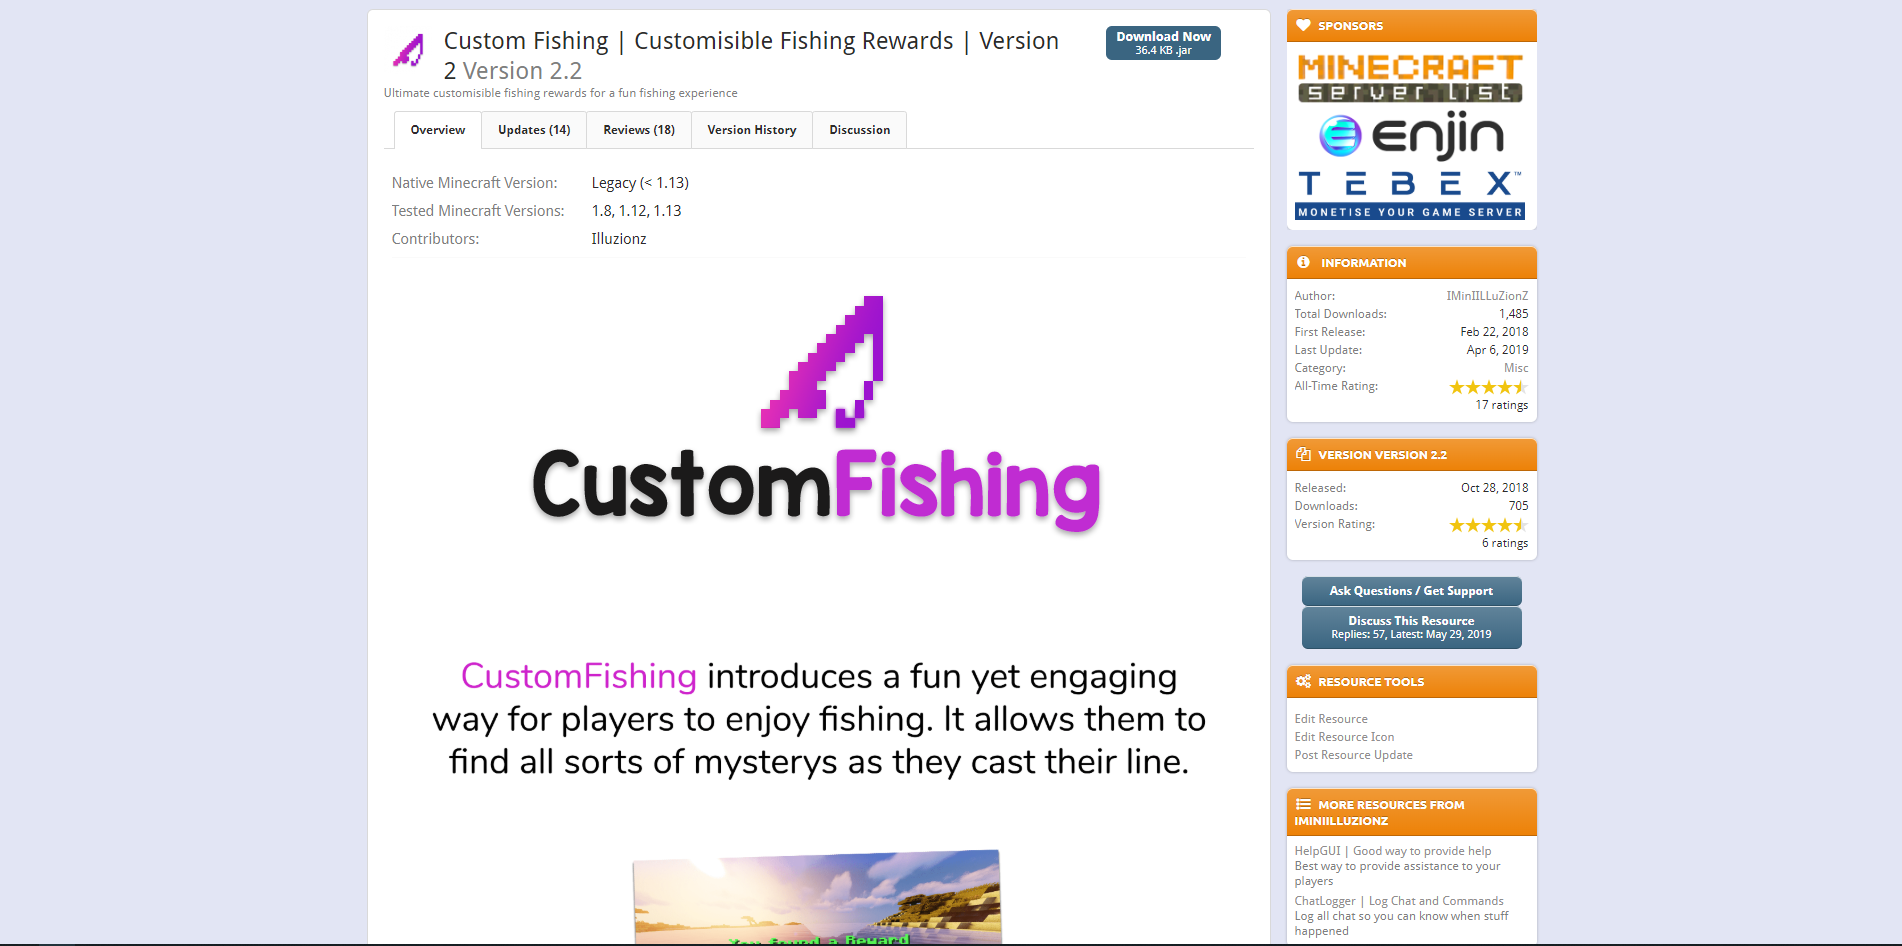 Custom Fishing | Customisible Fishing Rewards | Version
2 Version 2.2
Ultimate customisible fishing rewards for a fun fishing experience
Download Now
36.4 KB .jar
Overview
Updates (14)
Reviews (18)
Version History
Discussion
Native Minecraft Version: Legacy (< 1.13)
Tested Minecraft Versions: 1.8, 1.12, 1.13
Contributors: Illuzionz
CustomFishing
CustomFishing introduces a fun yet engaging
way for players to enjoy fishing. It allows them to
find all sorts of mysterys as they cast their line.
You found a Reward
SPONSORS
MINECRAFT
server list
enjin
TEBEX™
MONETISE YOUR GAME SERVER
INFORMATION
Author: IMinIILLuZionZ
Total Downloads: 1,485
First Release: Feb 22, 2018
Last Update: Apr 6, 2019
Category: Misc
All-Time Rating:
17 ratings
VERSION VERSION 2.2
Released: Oct 28, 2018
Downloads: 705
Version Rating:
6 ratings
Ask Questions / Get Support
Discuss This Resource
Replies: 57, Latest: May 29, 2019
RESOURCE TOOLS
Edit Resource
Edit Resource Icon
Post Resource Update
MORE RESOURCES FROM
IMINIILLUZIONZ
HelpGUI | Good way to provide help
Best way to provide assistance to your
players
ChatLogger | Log Chat and Commands
Log all chat so you can know when stuff
happened